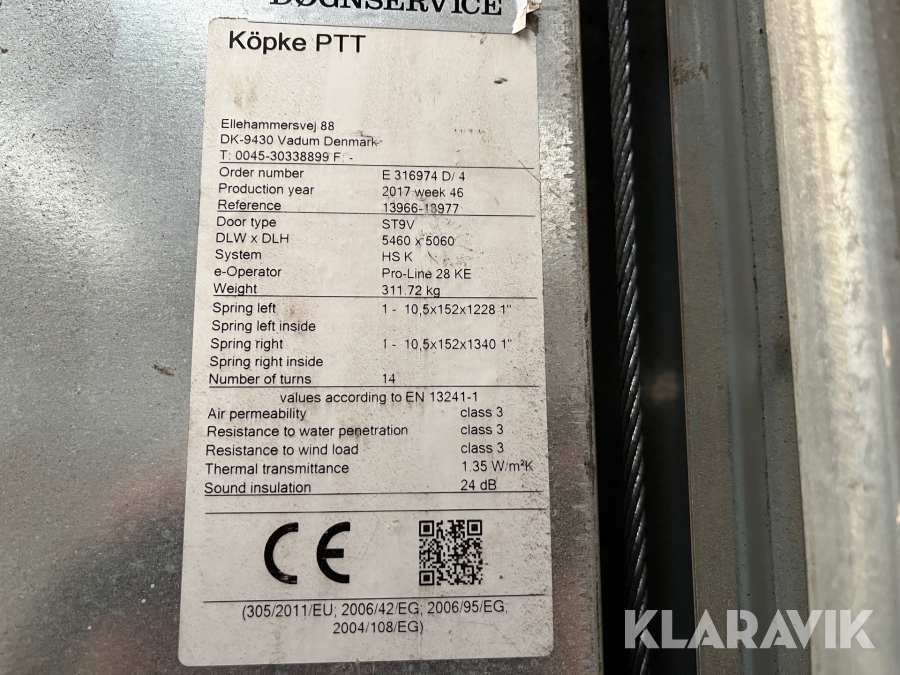 DØGNSERVICE
Köpke PTT
Ellehammersvej 88
DK-9430 Vadum Denmark-
T: 0045-30338899 F: -
Order number E 316974 D/ 4
Production year 2017 week 46
Reference 13966-13977
Door type ST9V
DLW x DLH 5460 x 5060
System HS K
e-Operator Pro-Line 28 KE
Weight 311.72 kg
Spring left 1 - 10,5x152x1228 1"
Spring left inside
Spring right 1 - 10,5x152x1340 1"
Spring right inside
Number of turns 14
values according to EN 13241-1
Air permeability class 3
Resistance to water penetration class 3
Resistance to wind load class 3
Thermal transmittance 1.35 W/m²K
Sound insulation 24 dB
CE
(305/2011/EU; 2006/42/EG; 2006/95/EG;
2004/108/EG)
KLARAVIK